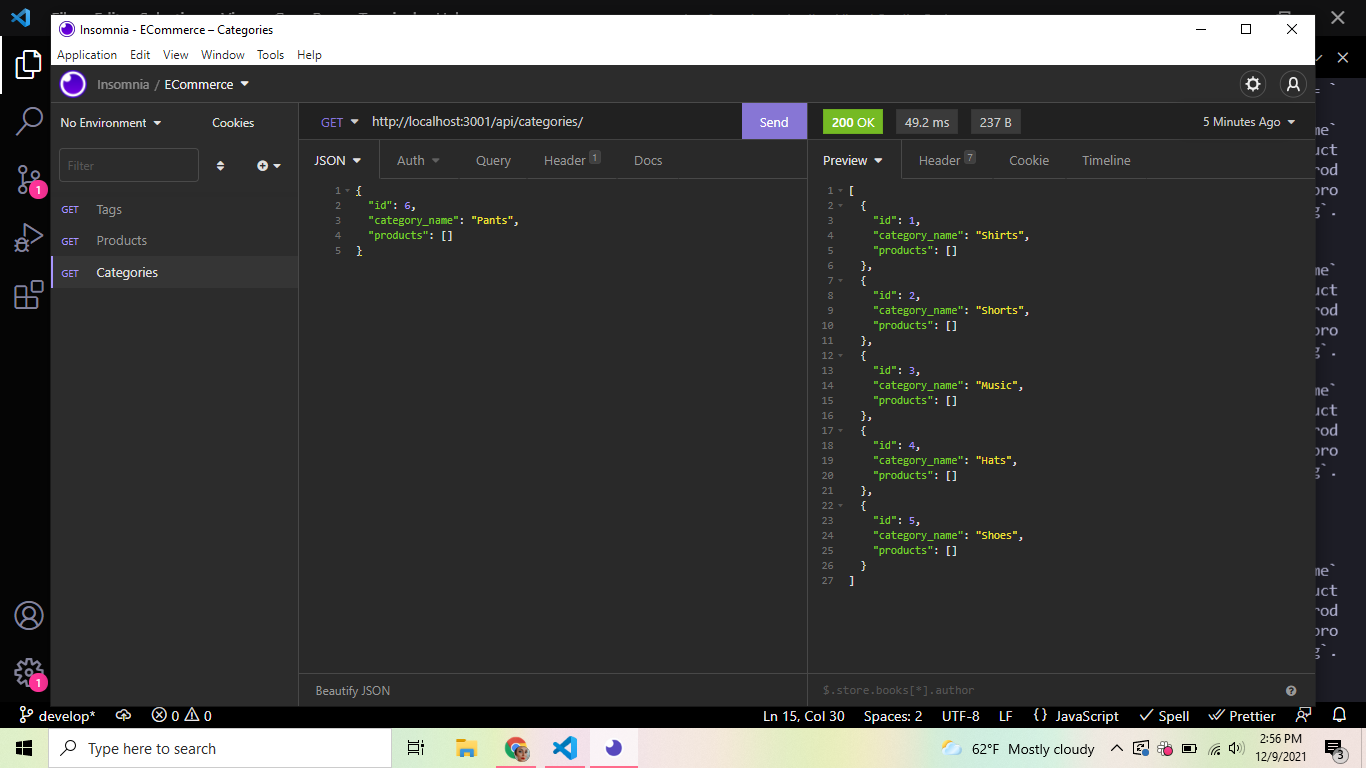 Insomnia - ECommerce – Categories
Application Edit View Window Tools Help
Insomnia / ECommerce
No Environment Cookies
GET http://localhost:3001/api/categories/ Send
200 OK 49.2 ms 237 B 5 Minutes Ago
Filter
JSON Auth Query Header 1 Docs
Preview Header 7 Cookie Timeline
GET Tags
GET Products
GET Categories
1 {
2 "id": 6,
3 "category_name": "Pants",
4 "products": []
5 }
1 [
2 {
3 "id": 1,
4 "category_name": "Shirts",
5 "products": []
6 },
7 {
8 "id": 2,
9 "category_name": "Shorts",
10 "products": []
11 },
12 {
13 "id": 3,
14 "category_name": "Music",
15 "products": []
16 },
17 {
18 "id": 4,
19 "category_name": "Hats",
20 "products": []
21 },
22 {
23 "id": 5,
24 "category_name": "Shoes",
25 "products": []
26 }
27 ]
1
1
Beautify JSON
$.store.books[*].author
develop* 0 0 Ln 15, Col 30 Spaces: 2 UTF-8 LF {} JavaScript Spell Prettier
Type here to search
62°F Mostly cloudy
2:56 PM
12/9/2021
3